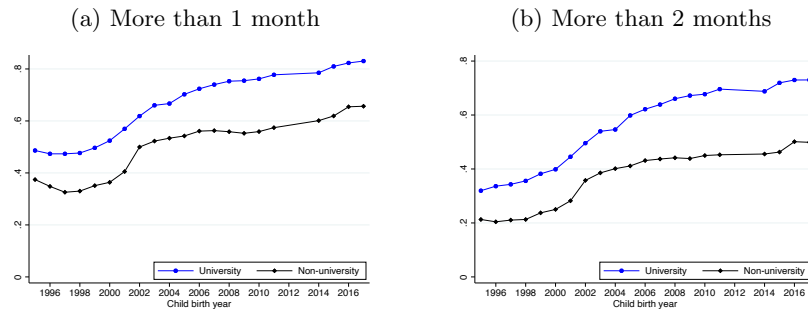 (a) More than 1 month
.8
.6
.4
.2
0
1996 1998 2000 2002 2004 2006 2008 2010 2012 2014 2016
Child birth year
University Non-university
(b) More than 2 months
.8
.6
.4
.2
0
1996 1998 2000 2002 2004 2006 2008 2010 2012 2014 2016
Child birth year
University Non-university